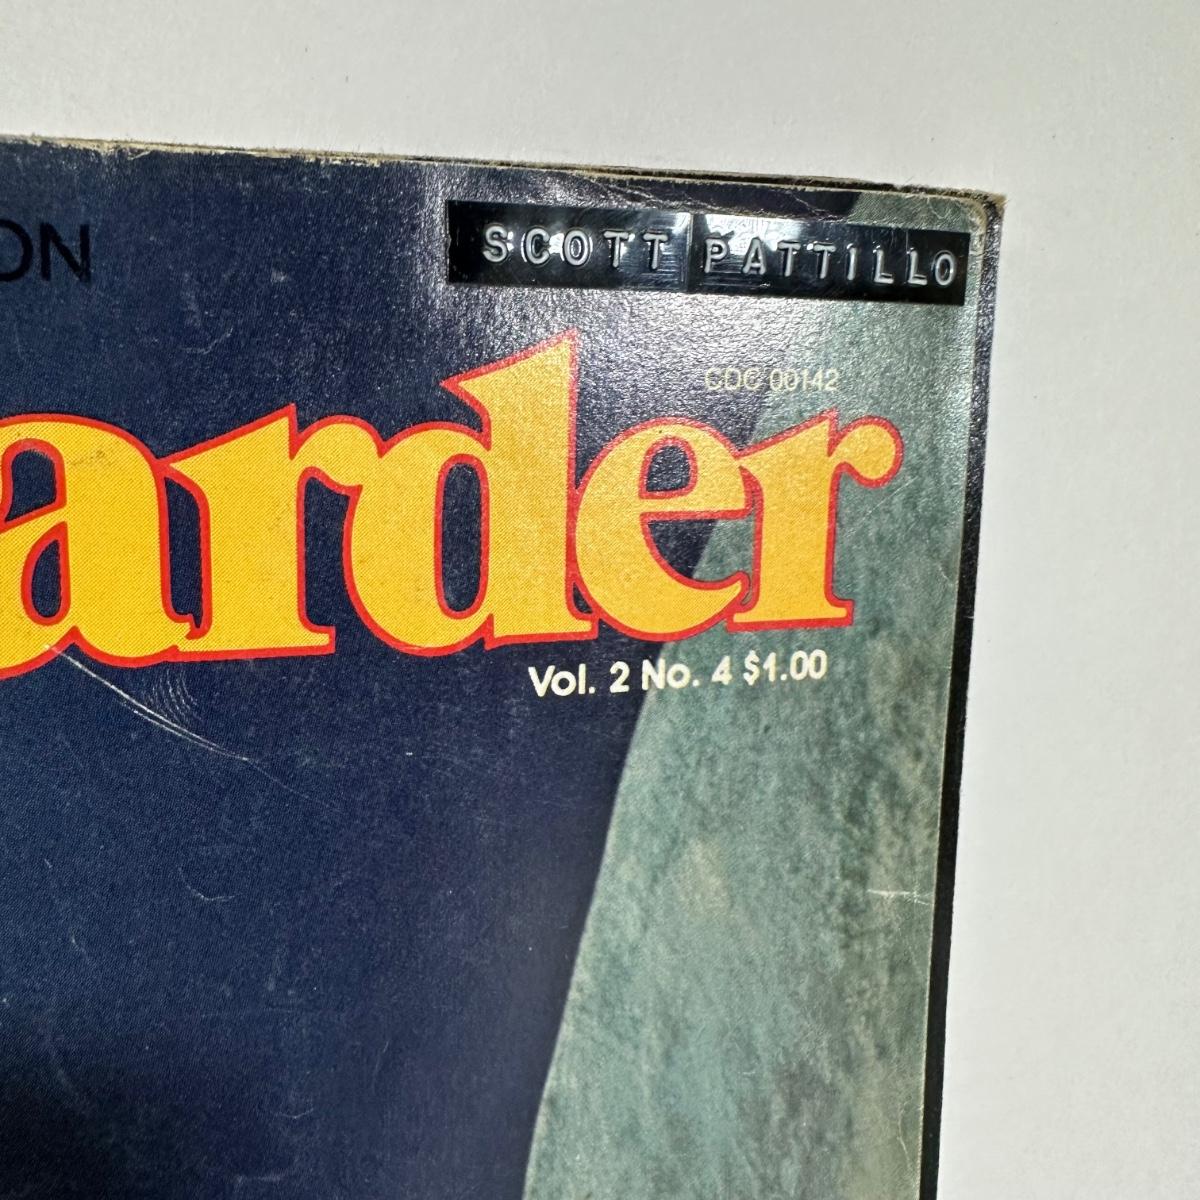 ON
SCOTT PATTILLO
CDC 00142
arder
Vol. 2 No. 4 $1.00